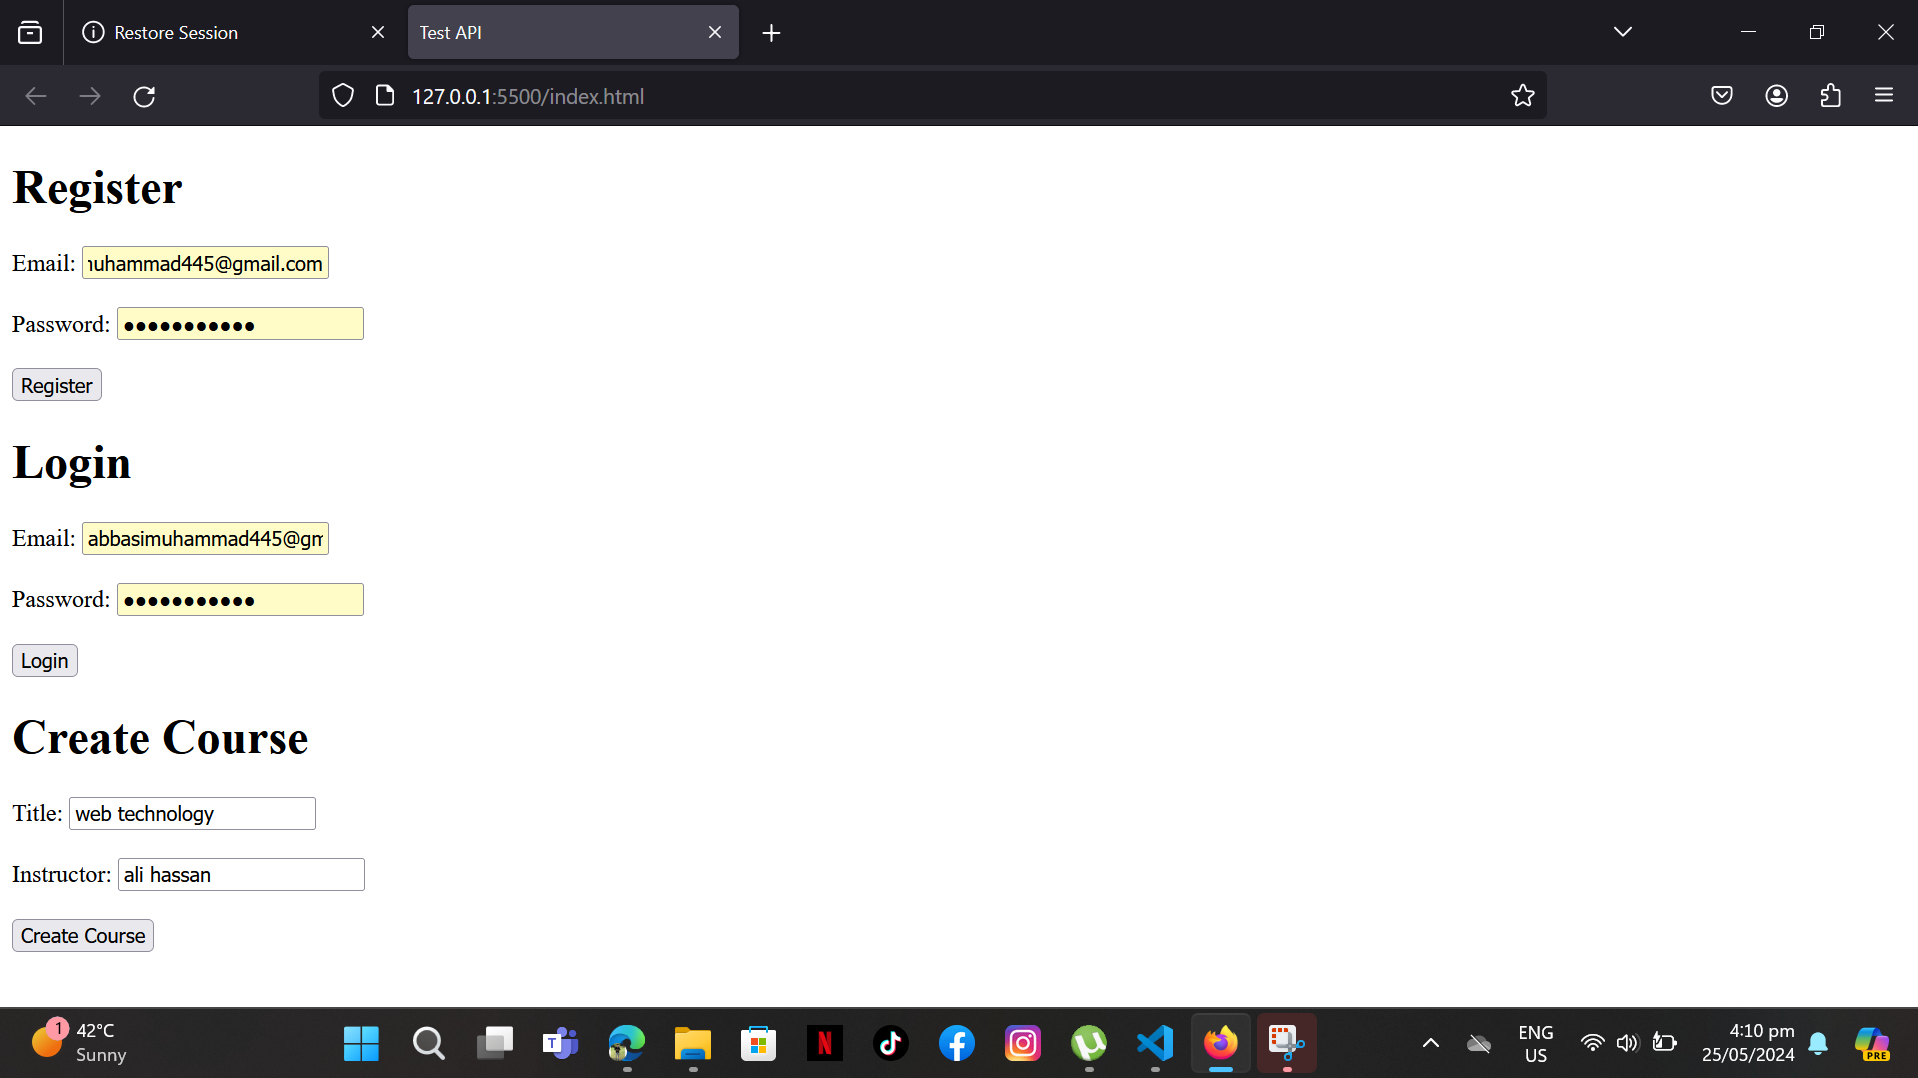 Restore Session
Test API
127.0.0.1:5500/index.html
Register
Email: uhammad445@gmail.com
Password: ●●●●●●●●●●●
Register
Login
Email: abbasimuhammad445@gm
Password: ●●●●●●●●●●●
Login
Create Course
Title: web technology
Instructor: ali hassan
Create Course
1
42°C
Sunny
T
N
ENG
US
4:10 pm
25/05/2024
PRE